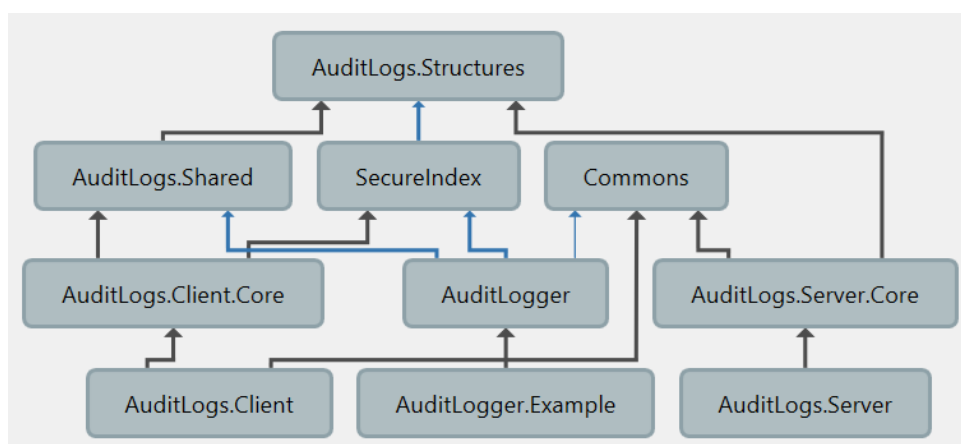 AuditLogs.Structures
AuditLogs.Shared
SecureIndex
Commons
AuditLogs.Client.Core
AuditLogger
AuditLogs.Server.Core
AuditLogs.Client
AuditLogger.Example
AuditLogs.Server